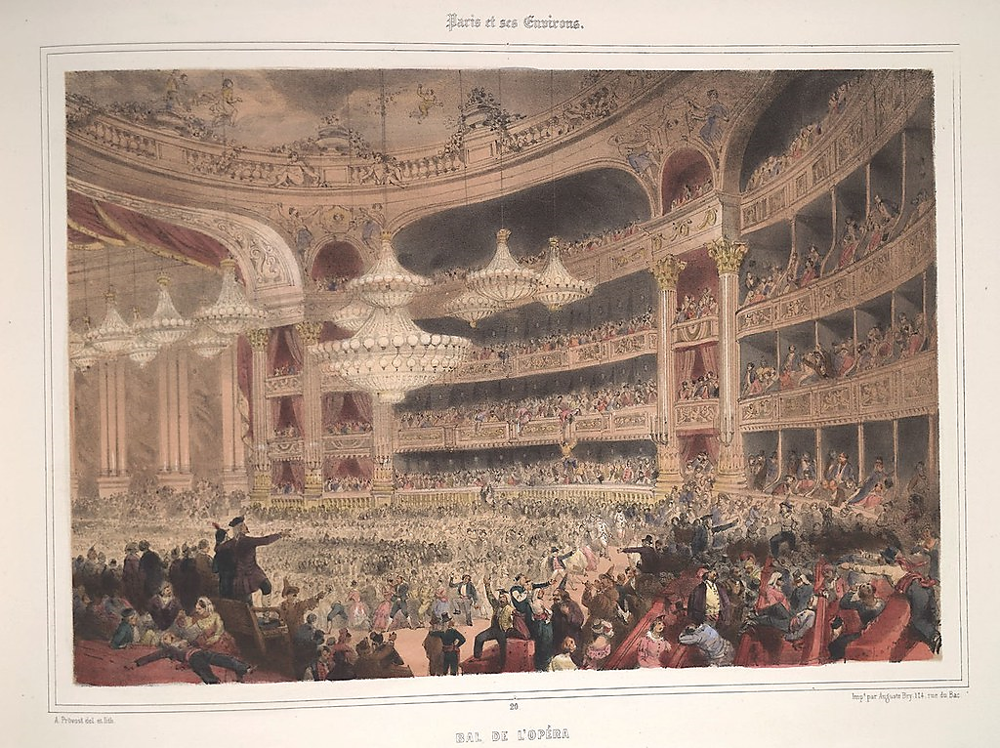 Paris et ses Environs.
20
A. Provost del. et lith.
Imp! par Auguste Bry, 114, rue du Bac.
BAL DE L'OPÉRA